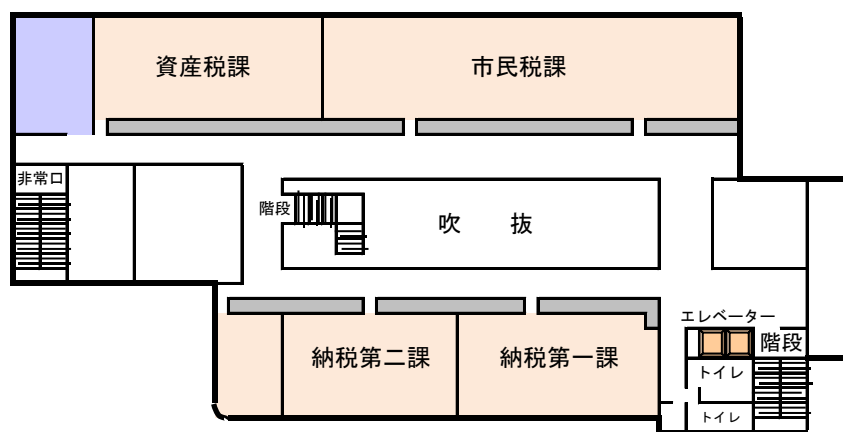 資産税課
市民税課
非常口
階段
吹　　抜
エレベーター
階段
納税第二課
納税第一課
トイレ
トイレ